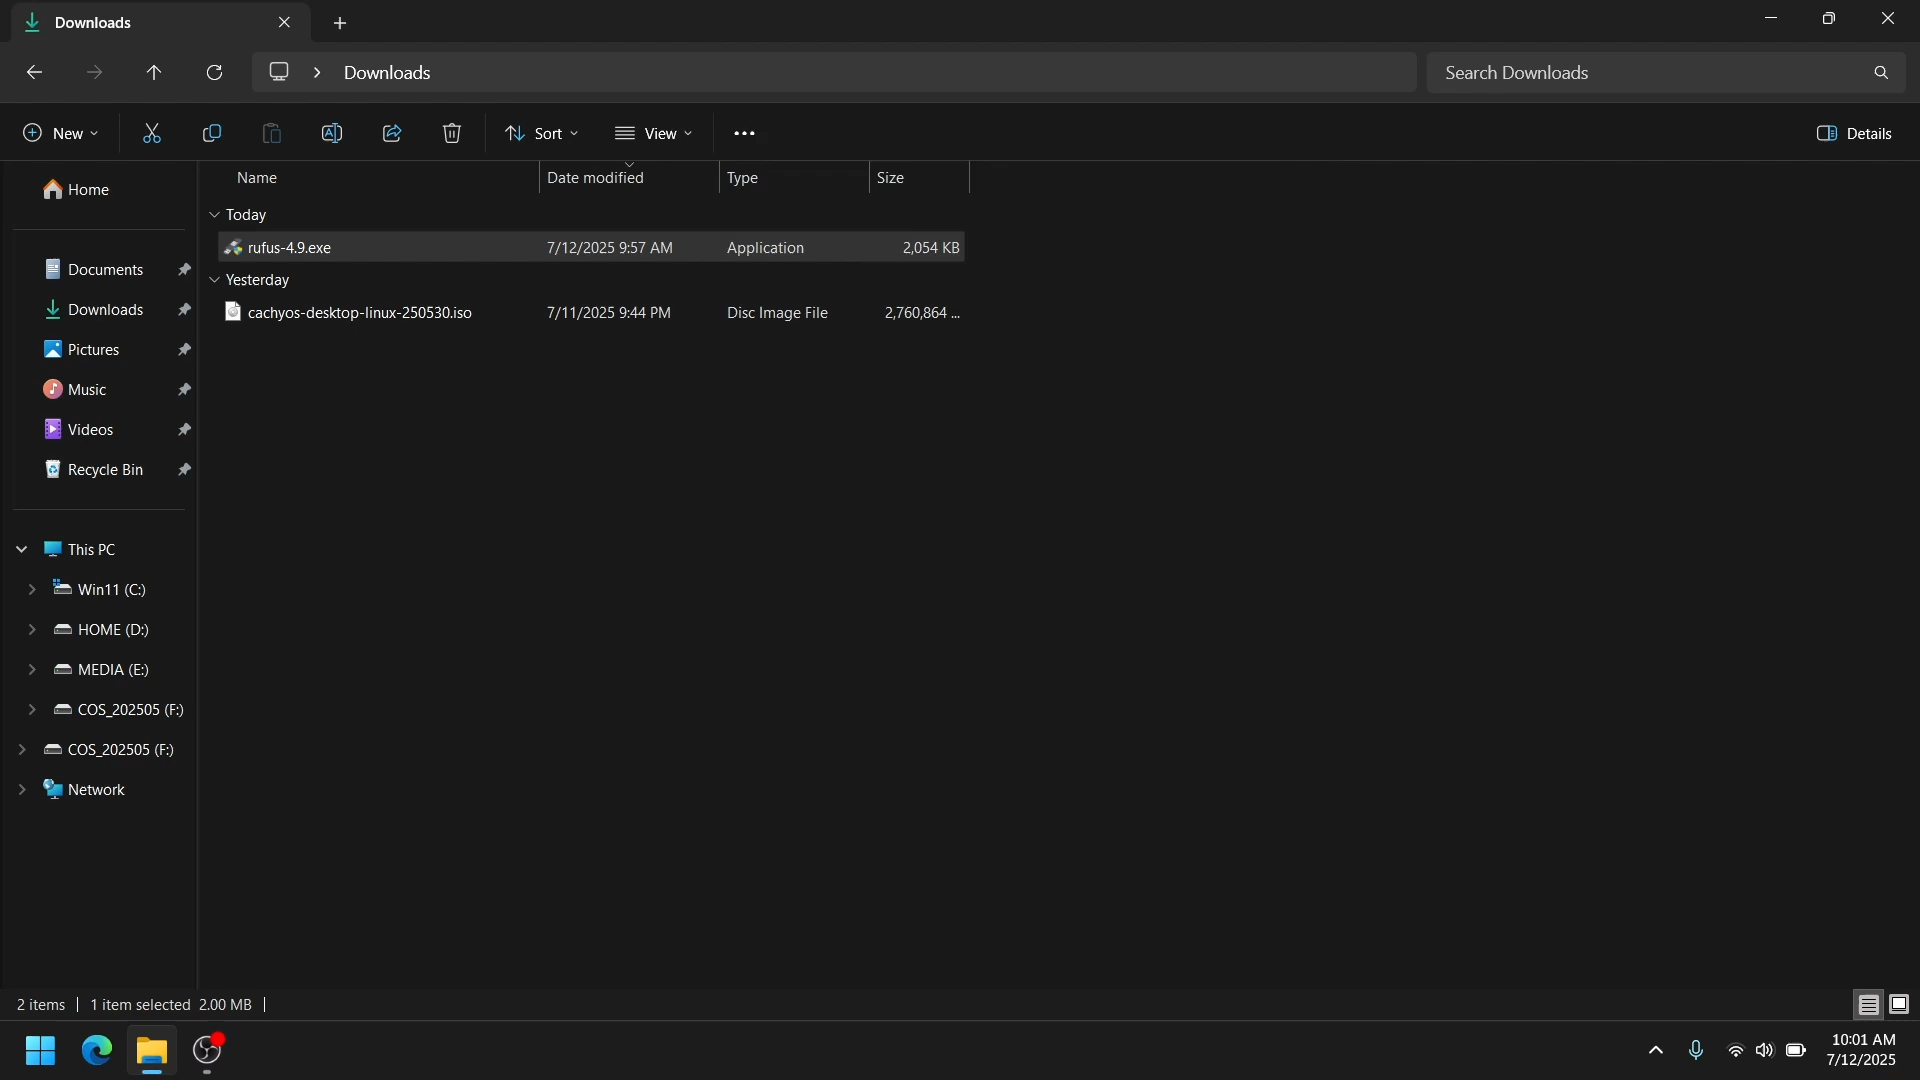 Downloads
Downloads
Search Downloads
New
Sort
View
Details
Name Date modified Type Size
Today
rufus-4.9.exe 7/12/2025 9:57 AM Application 2,054 KB
Yesterday
cachyos-desktop-linux-250530.iso 7/11/2025 9:44 PM Disc Image File 2,760,864 ...
Home
Documents
Downloads
Pictures
Music
Videos
Recycle Bin
This PC
Win11 (C:)
HOME (D:)
MEDIA (E:)
COS_202505 (F:)
COS_202505 (F:)
Network
2 items 1 item selected 2.00 MB
10:01 AM
7/12/2025